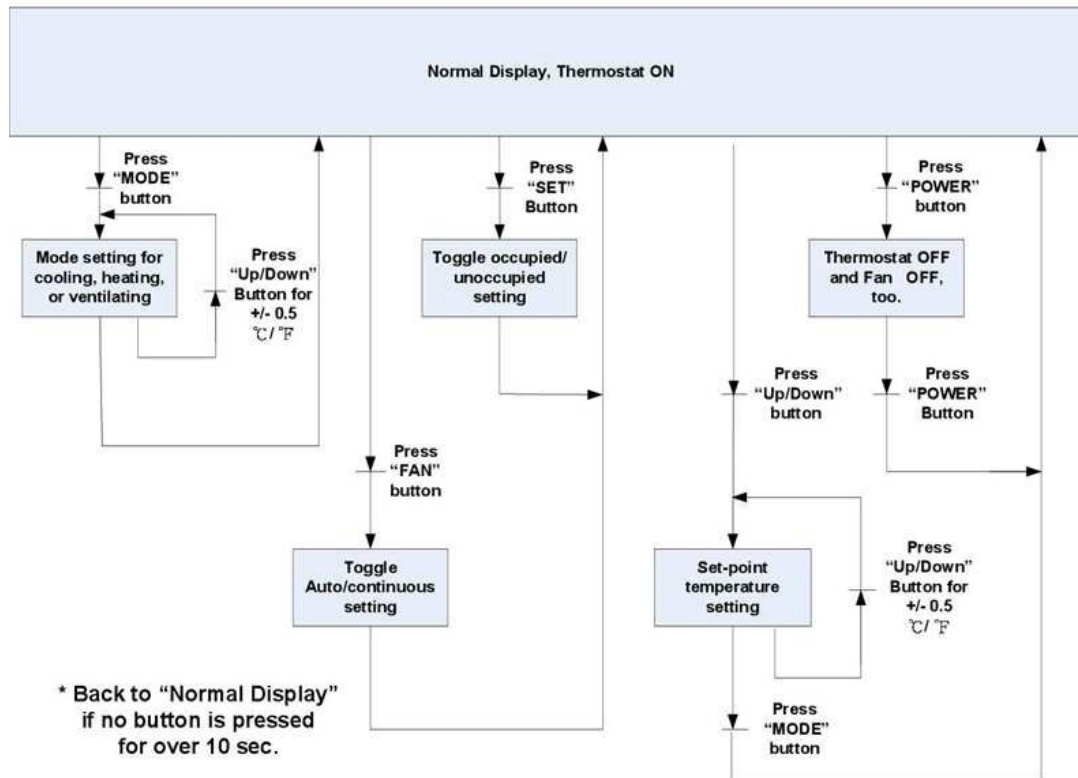 Normal Display, Thermostat ON
Press
“MODE”
button
Mode setting for
cooling, heating,
or ventilating
Press
“Up/Down”
Button for
+/- 0.5
℃/ ℉
Press
“FAN”
button
Toggle
Auto/continuous
setting
Press
“SET”
Button
Toggle occupied/
unoccupied
setting
Press
“Up/Down”
button
Set-point
temperature
setting
Press
“Up/Down”
Button for
+/- 0.5
℃/ ℉
Press
“MODE”
button
Press
“POWER”
button
Thermostat OFF
and Fan OFF,
too.
Press
“POWER”
Button
* Back to “Normal Display”
if no button is pressed
for over 10 sec.